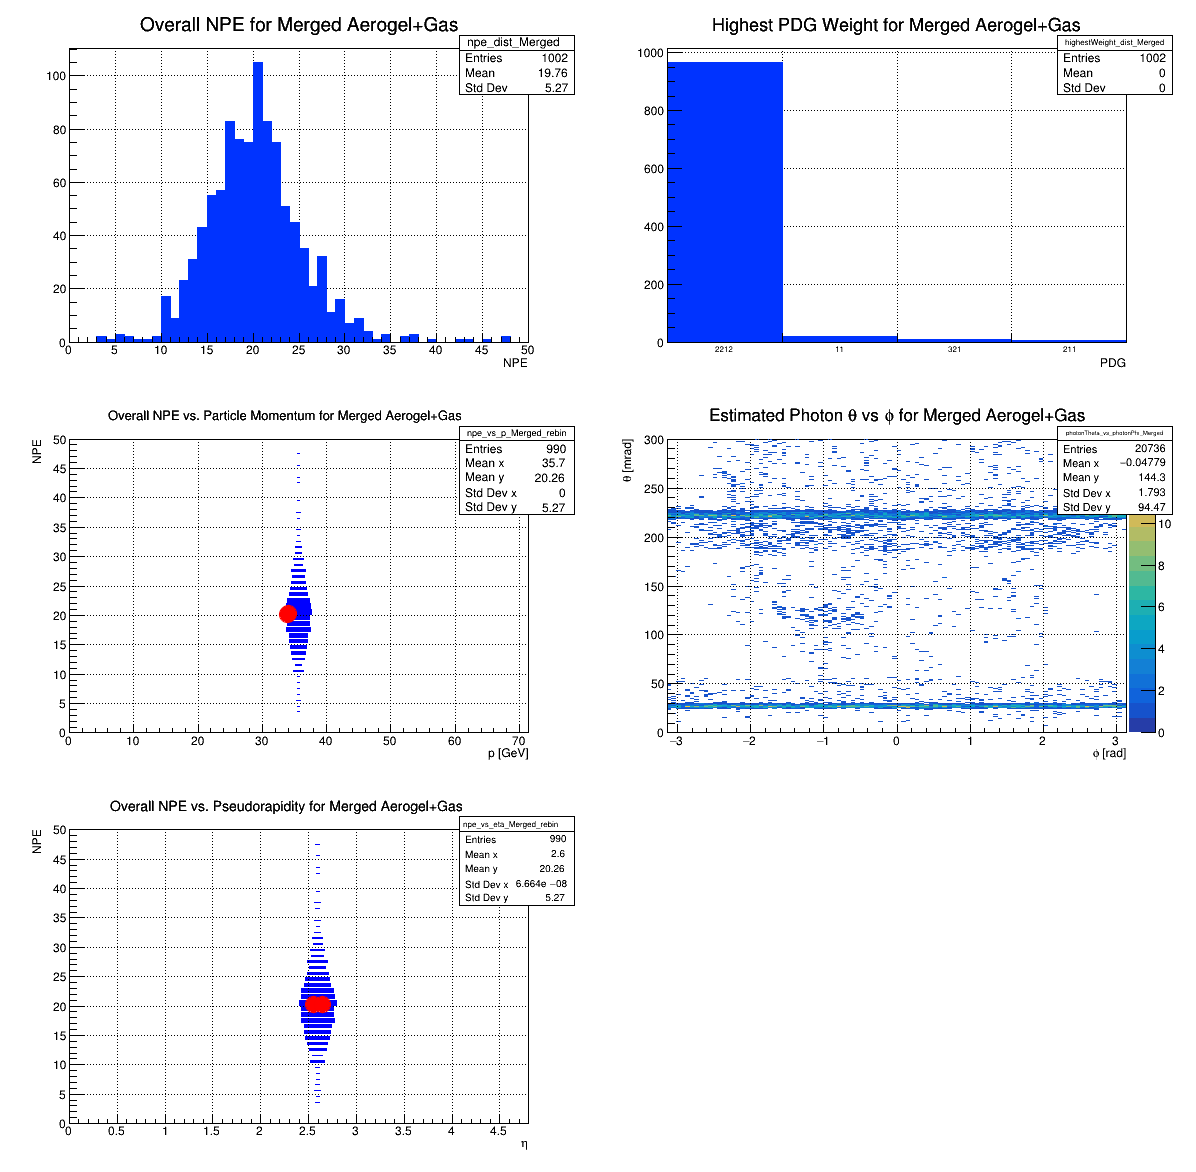 Overall NPE for Merged Aerogel+Gas
npe_dist_Merged
Entries 1002
Mean 19.76
Std Dev 5.27
100
80
60
40
20
0
0 5 10 15 20 25 30 35 40 45 50
NPE
Highest PDG Weight for Merged Aerogel+Gas
highestWeight_dist_Merged
Entries 1002
Mean 0
Std Dev 0
1000
800
600
400
200
0
2212 11 321 211
PDG
Overall NPE vs. Particle Momentum for Merged Aerogel+Gas
npe_vs_p_Merged_rebin
Entries 990
Mean x 35.7
Mean y 20.26
Std Dev x 0
Std Dev y 5.27
NPE
50
45
40
35
30
25
20
15
10
5
0
0 10 20 30 40 50 60 70
p [GeV]
Estimated Photon θ vs ϕ for Merged Aerogel+Gas
photonTheta_vs_photonPhi_Merged
Entries 20736
Mean x −0.04779
Mean y 144.3
Std Dev x 1.793
Std Dev y 94.47
θ [mrad]
300
250
200
150
100
50
0
−3 −2 −1 0 1 2 3
ϕ [rad]
10
8
6
4
2
0
Overall NPE vs. Pseudorapidity for Merged Aerogel+Gas
npe_vs_eta_Merged_rebin
Entries 990
Mean x 2.6
Mean y 20.26
Std Dev x 6.664e −08
Std Dev y 5.27
NPE
50
45
40
35
30
25
20
15
10
5
0
0 0.5 1 1.5 2 2.5 3 3.5 4 4.5
η